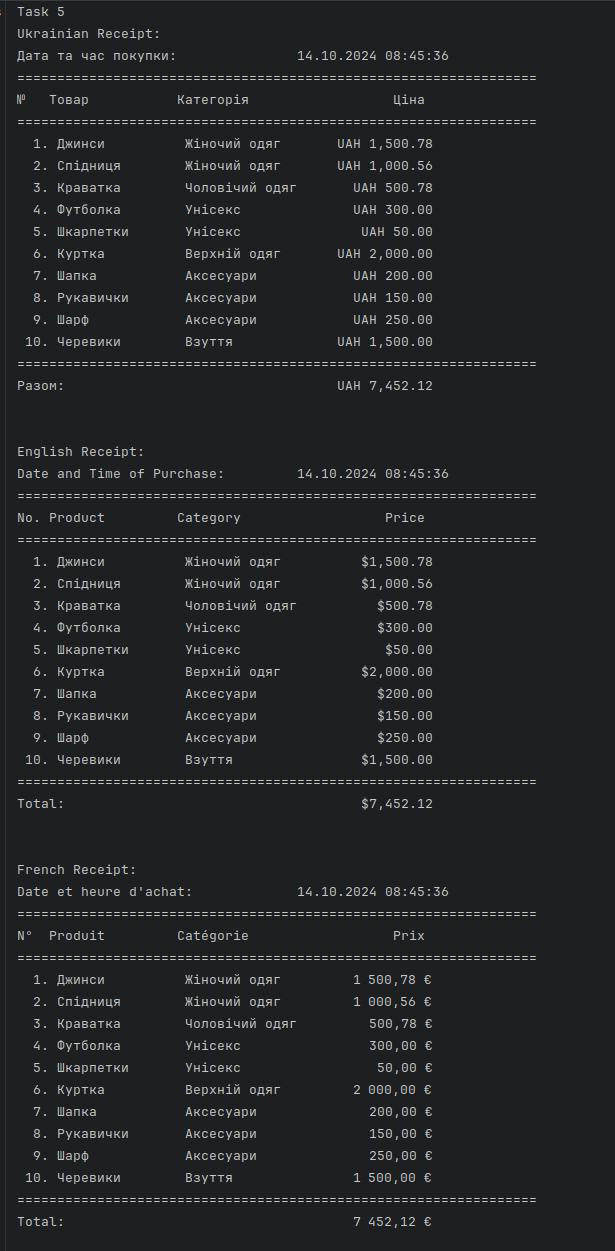 Task 5
Ukrainian Receipt:
Дата та час покупки:               14.10.2024 08:45:36
=================================================================
№   Товар           Категорія                  Ціна
=================================================================
  1. Джинси          Жіночий одяг       UAH 1,500.78
  2. Спідниця        Жіночий одяг       UAH 1,000.56
  3. Краватка        Чоловічий одяг       UAH 500.78
  4. Футболка        Унісекс              UAH 300.00
  5. Шкарпетки       Унісекс               UAH 50.00
  6. Куртка          Верхній одяг       UAH 2,000.00
  7. Шапка           Аксесуари            UAH 200.00
  8. Рукавички       Аксесуари            UAH 150.00
  9. Шарф            Аксесуари            UAH 250.00
 10. Черевики        Взуття             UAH 1,500.00
=================================================================
Разом:                                  UAH 7,452.12
English Receipt:
Date and Time of Purchase:         14.10.2024 08:45:36
=================================================================
No. Product         Category                  Price
=================================================================
  1. Джинси          Жіночий одяг          $1,500.78
  2. Спідниця        Жіночий одяг          $1,000.56
  3. Краватка        Чоловічий одяг          $500.78
  4. Футболка        Унісекс                 $300.00
  5. Шкарпетки       Унісекс                  $50.00
  6. Куртка          Верхній одяг          $2,000.00
  7. Шапка           Аксесуари               $200.00
  8. Рукавички       Аксесуари               $150.00
  9. Шарф            Аксесуари               $250.00
 10. Черевики        Взуття                $1,500.00
=================================================================
Total:                                     $7,452.12
French Receipt:
Date et heure d'achat:             14.10.2024 08:45:36
=================================================================
N°  Produit         Catégorie                  Prix
=================================================================
  1. Джинси          Жіночий одяг         1 500,78 €
  2. Спідниця        Жіночий одяг         1 000,56 €
  3. Краватка        Чоловічий одяг         500,78 €
  4. Футболка        Унісекс                300,00 €
  5. Шкарпетки       Унісекс                 50,00 €
  6. Куртка          Верхній одяг         2 000,00 €
  7. Шапка           Аксесуари              200,00 €
  8. Рукавички       Аксесуари              150,00 €
  9. Шарф            Аксесуари              250,00 €
 10. Черевики        Взуття               1 500,00 €
=================================================================
Total:                                    7 452,12 €